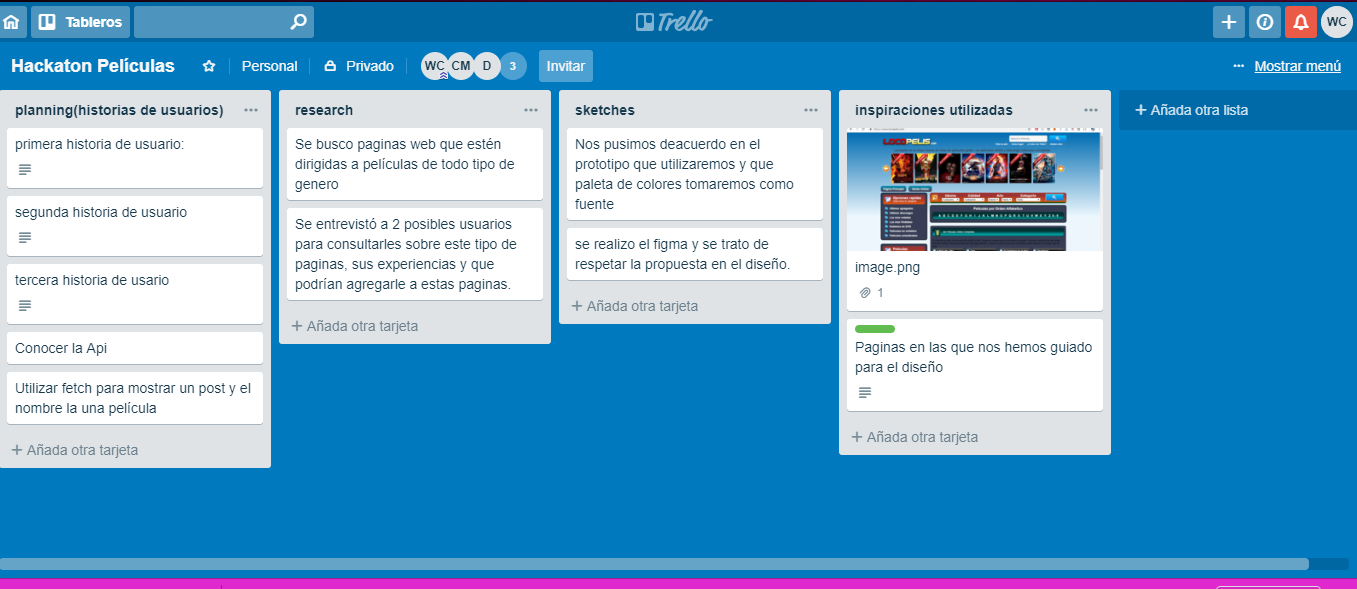 Tableros
Trello
WC
Hackaton Películas
Personal
Privado
WC CM D 3
Invitar
Mostrar menú
planning(historias de usuarios)
primera historia de usuario:
segunda historia de usuario
tercera historia de usario
Conocer la Api
Utilizar fetch para mostrar un post y el
nombre la una película
+ Añada otra tarjeta
research
Se busco paginas web que estén
dirigidas a películas de todo tipo de
genero
Se entrevistó a 2 posibles usuarios
para consultarles sobre este tipo de
paginas, sus experiencias y que
podrían agregarle a estas paginas.
+ Añada otra tarjeta
sketches
Nos pusimos deacuerdo en el
prototipo que utilizaremos y que
paleta de colores tomaremos como
fuente
se realizo el figma y se trato de
respetar la propuesta en el diseño.
+ Añada otra tarjeta
inspiraciones utilizadas
LOCOPELIS
Peliculas por Orden Alfabetico
image.png
1
Paginas en las que nos hemos guiado
para el diseño
+ Añada otra tarjeta
+ Añada otra lista